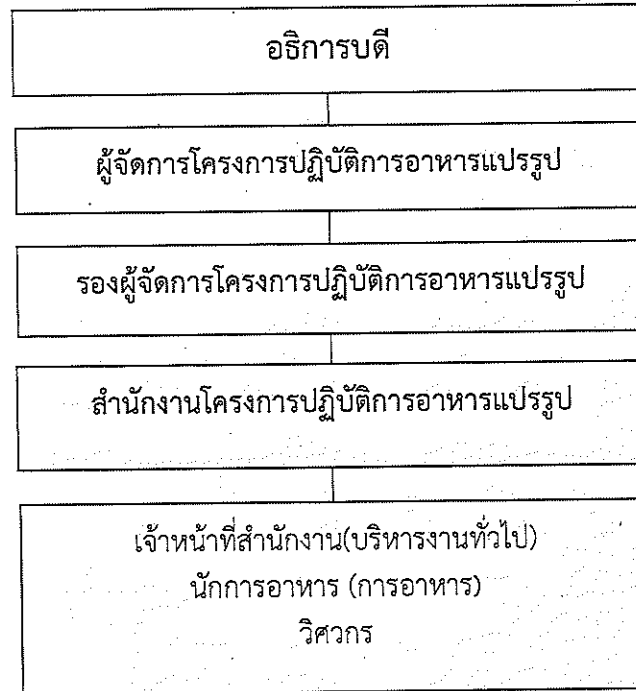 อธิการบดี
ผู้จัดการโครงการปฏิบัติการอาหารแปรรูป
รองผู้จัดการโครงการปฏิบัติการอาหารแปรรูป
สำนักงานโครงการปฏิบัติการอาหารแปรรูป
เจ้าหน้าที่สำนักงาน(บริหารงานทั่วไป)
นักการอาหาร (การอาหาร)
วิศวกร